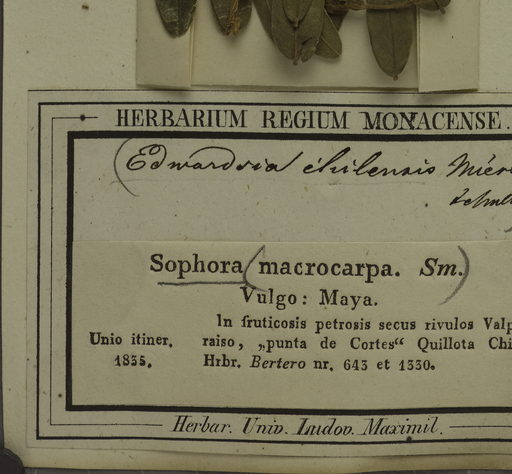 HERBARIUM REGIUM MONACENSE.
(Edwardsia chilensis Miers
Sophora (macrocarpa. Sm.)
Vulgo: Maya.
In fruticosis petrosis secus rivulos Valp
Unio itiner. raiso, „punta de Cortes“ Quillota Chi
1835. Hrbr. Bertero nr. 643 et 1330.
Herbar. Univ. Ludov. Maximil.